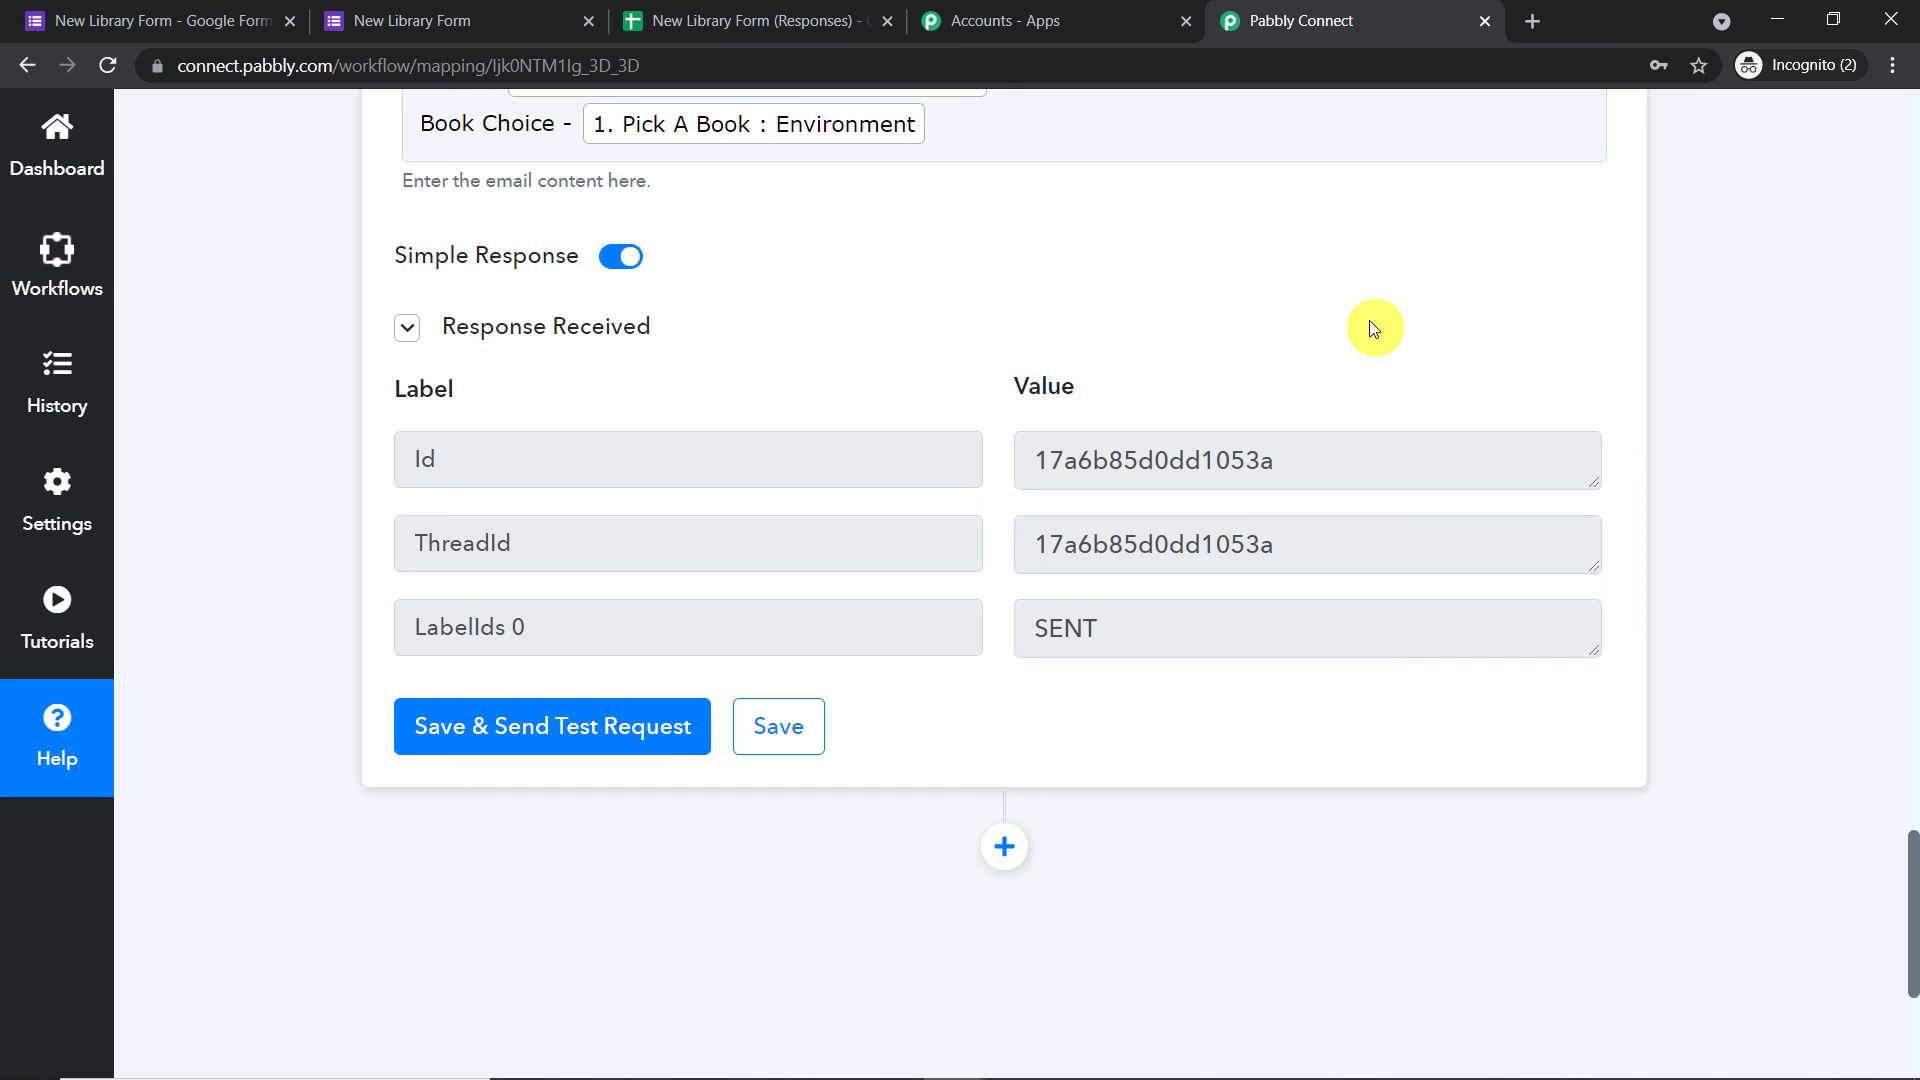 New Library Form - Google Form
New Library Form
New Library Form (Responses) -
Accounts - Apps
Pabbly Connect
connect.pabbly.com/workflow/mapping/Ijk0NTM1Ig_3D_3D
Incognito (2)
Dashboard
Workflows
History
Settings
Tutorials
Help
Book Choice - 1. Pick A Book : Environment
Enter the email content here.
Simple Response
Response Received
Label
Value
Id
17a6b85d0dd1053a
ThreadId
17a6b85d0dd1053a
LabelIds 0
SENT
Save & Send Test Request
Save